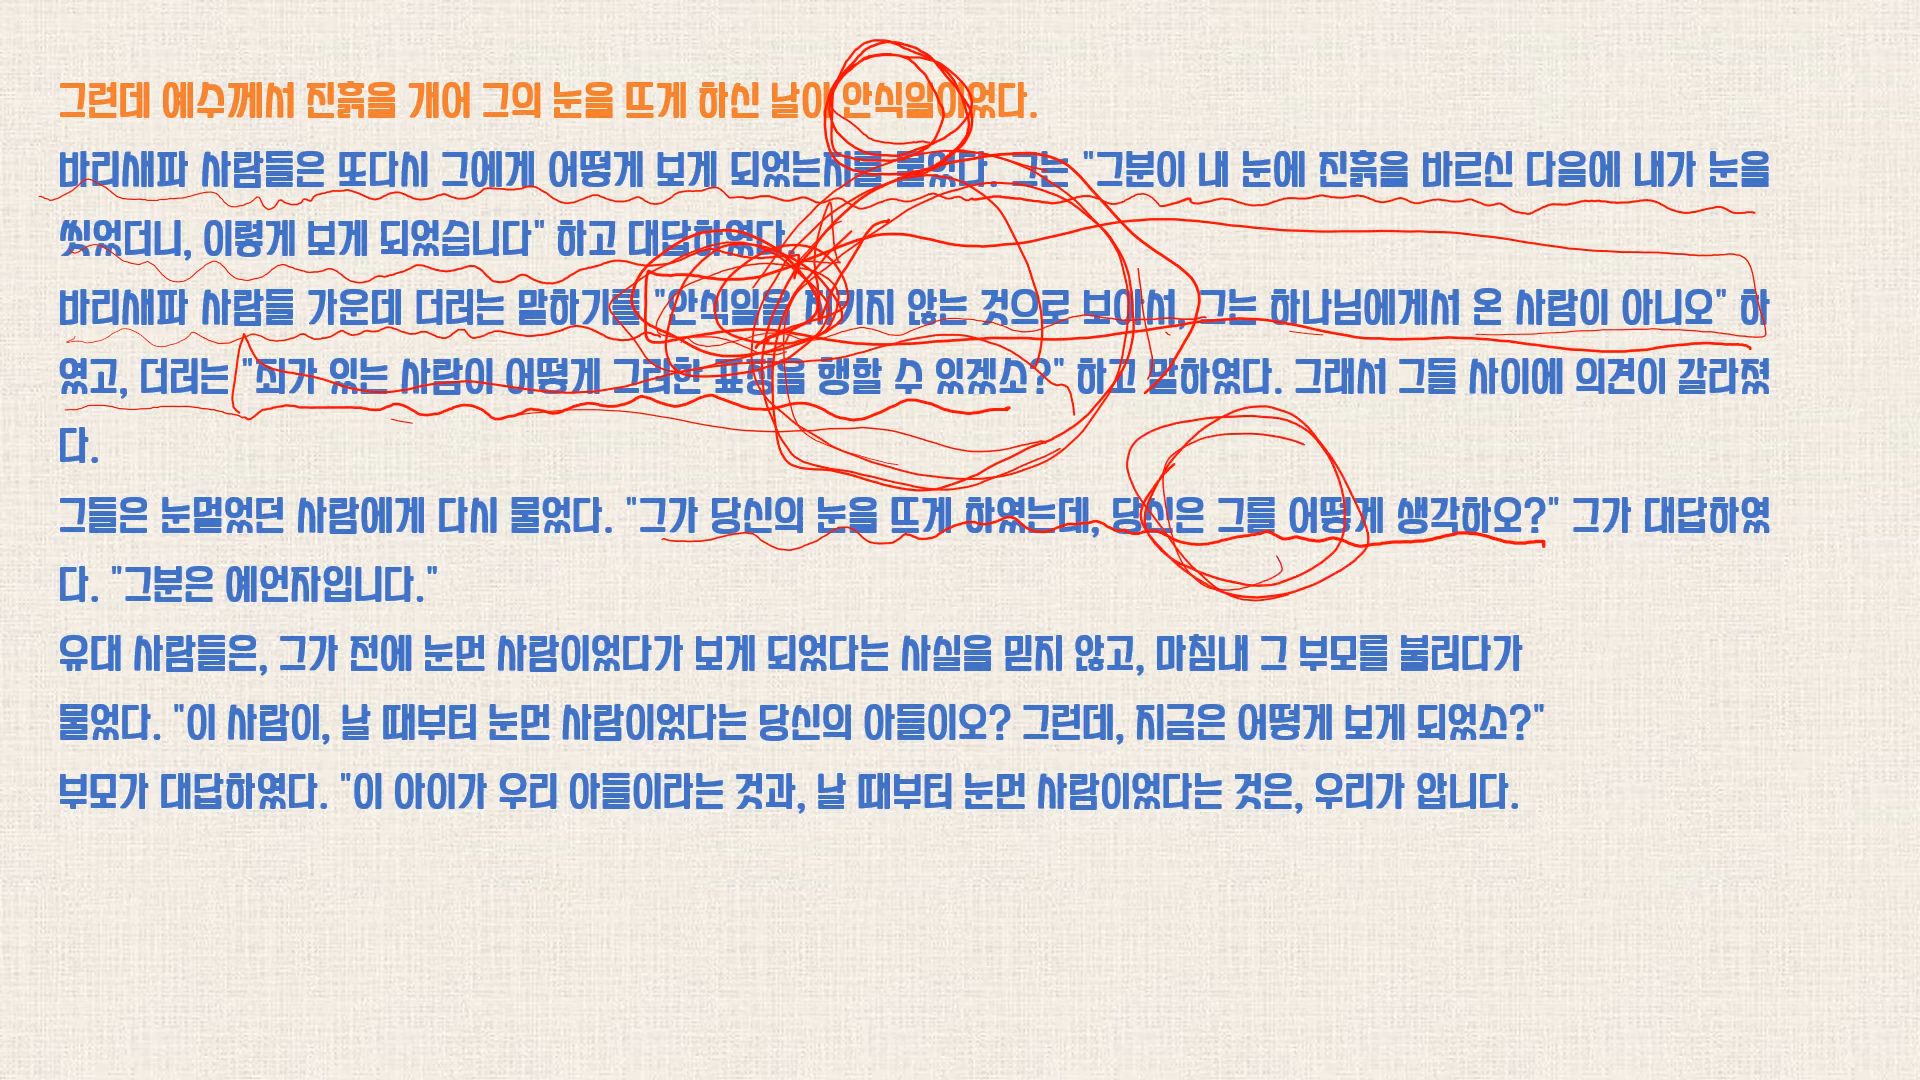 그런데 예수께서 진흙을 개어 그의 눈을 뜨게 하신 날이 안식일이었다.
바리새파 사람들은 또다시 그에게 어떻게 보게 되었는지를 물었다. 그는 "그분이 내 눈에 진흙을 바르신 다음에 내가 눈을
씻었더니, 이렇게 보게 되었습니다" 하고 대답하였다.
바리새파 사람들 가운데 더러는 말하기를 "안식일을 지키지 않는 것으로 보아서, 그는 하나님에게서 온 사람이 아니오" 하
였고, 더러는 "죄가 있는 사람이 어떻게 그러한 표징을 행할 수 있겠소?" 하고 말하였다. 그래서 그들 사이에 의견이 갈라졌
다.
그들은 눈멀었던 사람에게 다시 물었다. "그가 당신의 눈을 뜨게 하였는데, 당신은 그를 어떻게 생각하오?" 그가 대답하였
다. "그분은 예언자입니다."
유대 사람들은, 그가 전에 눈먼 사람이었다가 보게 되었다는 사실을 믿지 않고, 마침내 그 부모를 불러다가
물었다. "이 사람이, 날 때부터 눈먼 사람이었다는 당신의 아들이오? 그런데, 지금은 어떻게 보게 되었소?"
부모가 대답하였다. "이 아이가 우리 아들이라는 것과, 날 때부터 눈먼 사람이었다는 것은, 우리가 압니다.